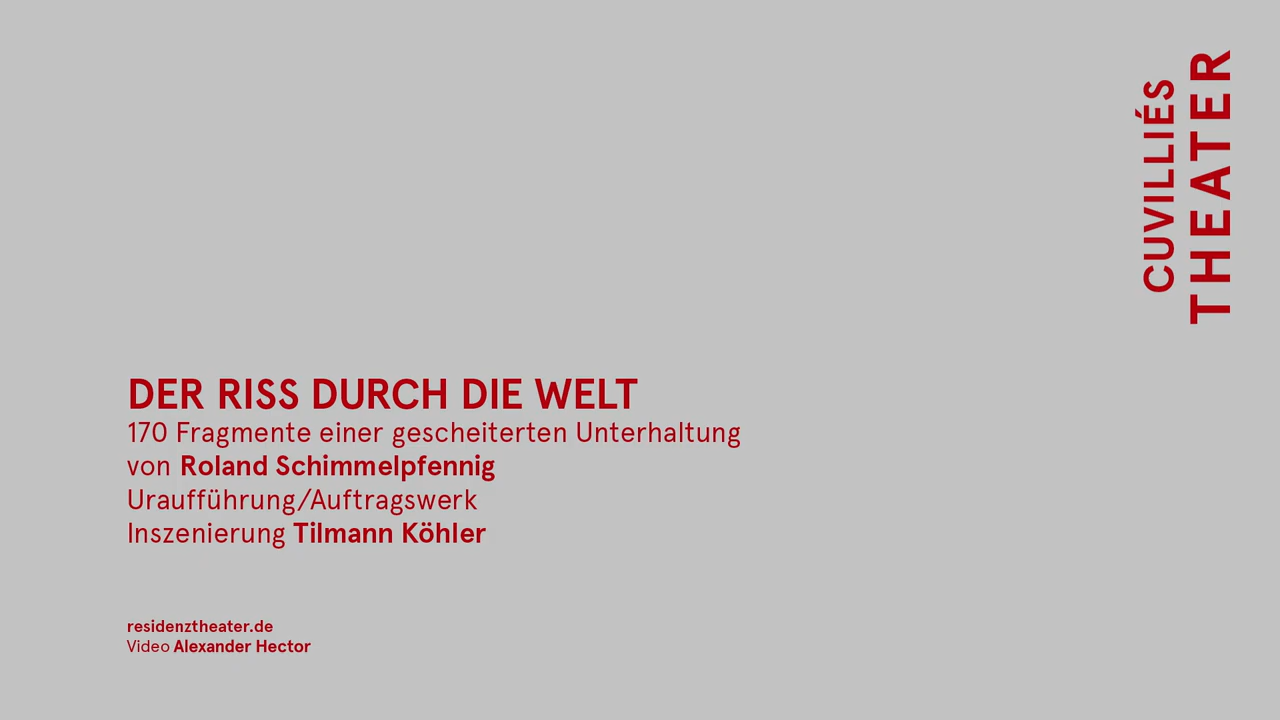 CUVILLIÉS
THEATER
DER RISS DURCH DIE WELT
170 Fragmente einer gescheiterten Unterhaltung
von Roland Schimmelpfennig
Uraufführung/Auftragswerk
Inszenierung Tilmann Köhler
residenztheater.de
Video Alexander Hector